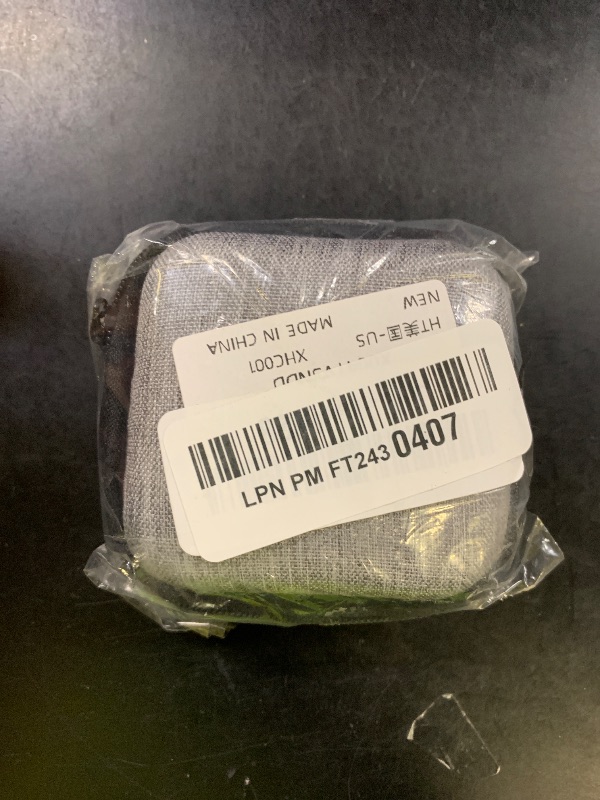 NEW
HT美国-US
MADE IN CHINA
XHC001
LPN PM FT243 0407